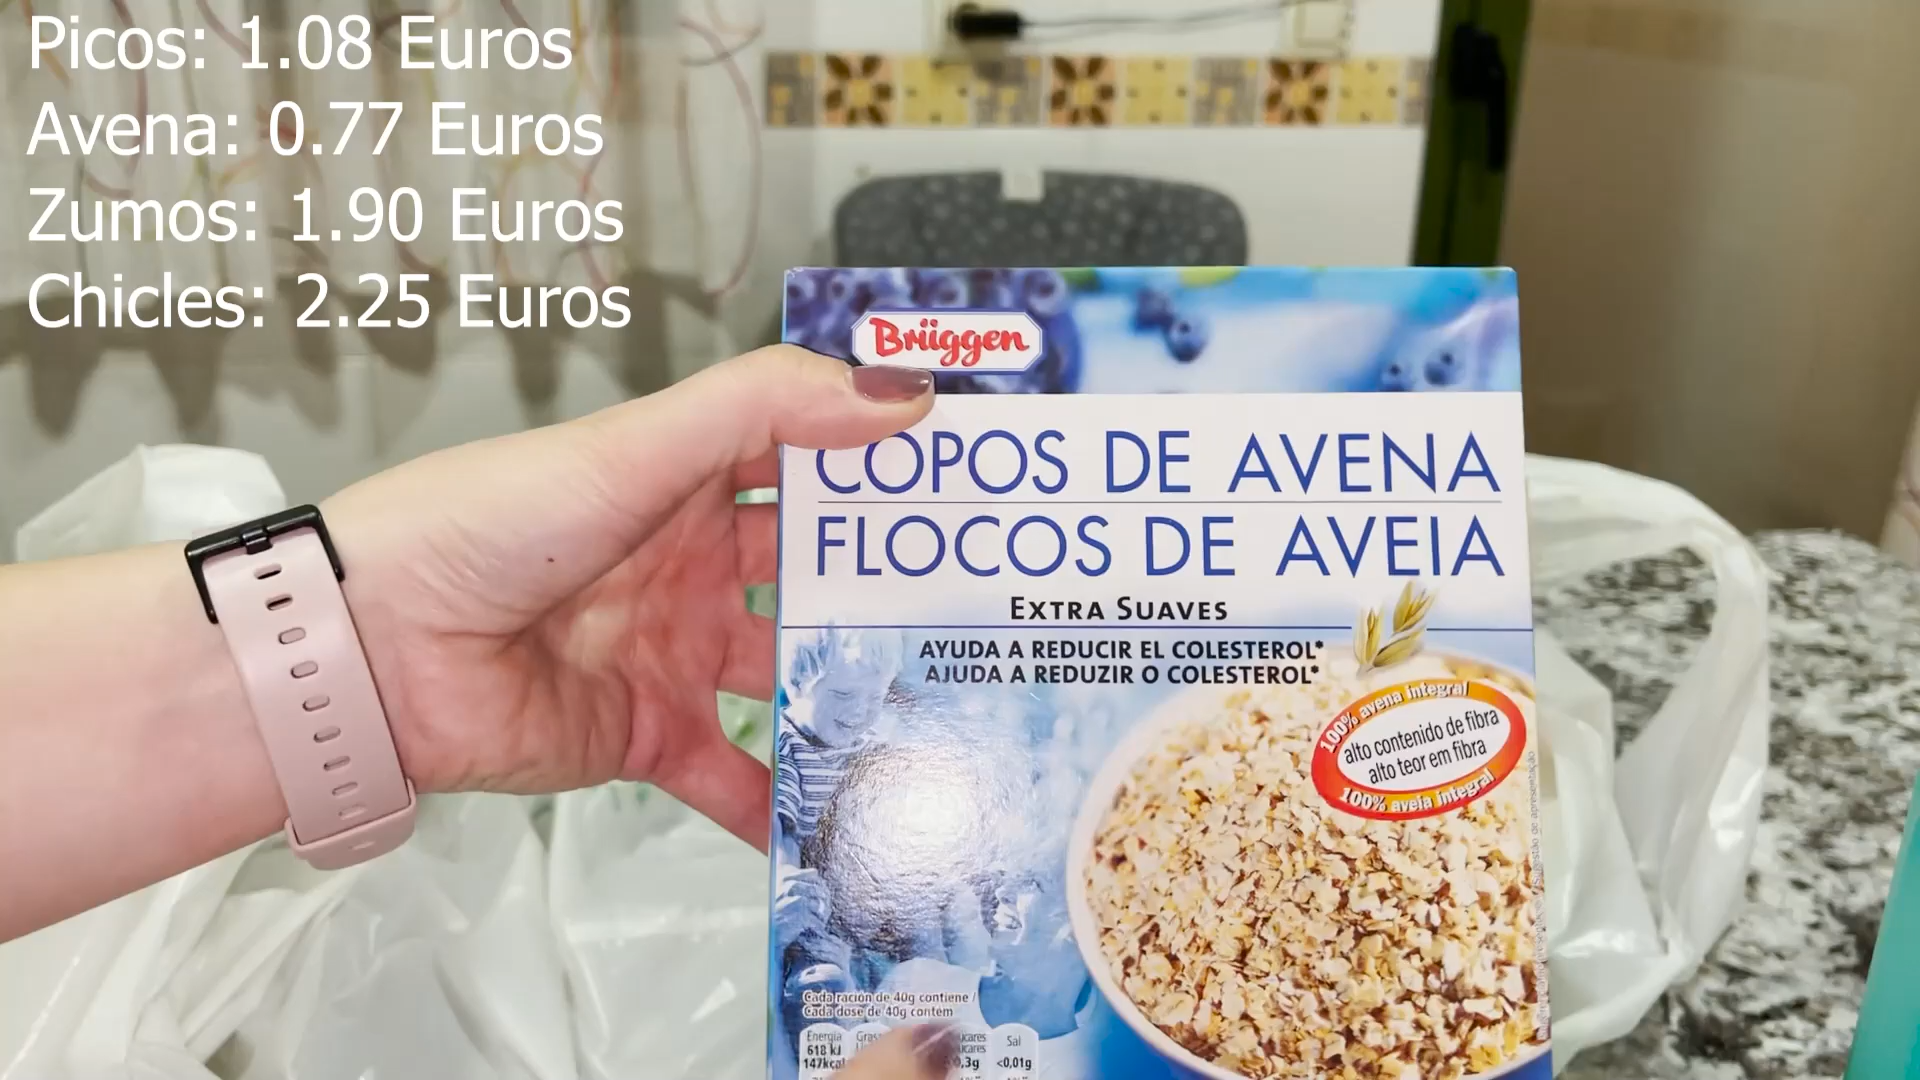 Picos: 1.08 Euros
Avena: 0.77 Euros
Zumos: 1.90 Euros
Chicles: 2.25 Euros
Brüggen
COPOS DE AVENA
FLOCOS DE AVEIA
EXTRA SUAVES
AYUDA A REDUCIR EL COLESTEROL*
AJUDA A REDUZIR O COLESTEROL*
100% avena integral
alto contenido de fibra
alto teor em fibra
100% aveia integral
Cada ración de 40g contiene /
Cada dose de 40g contém
Energía
618 kJ
147kcal
Sal
<0,01g